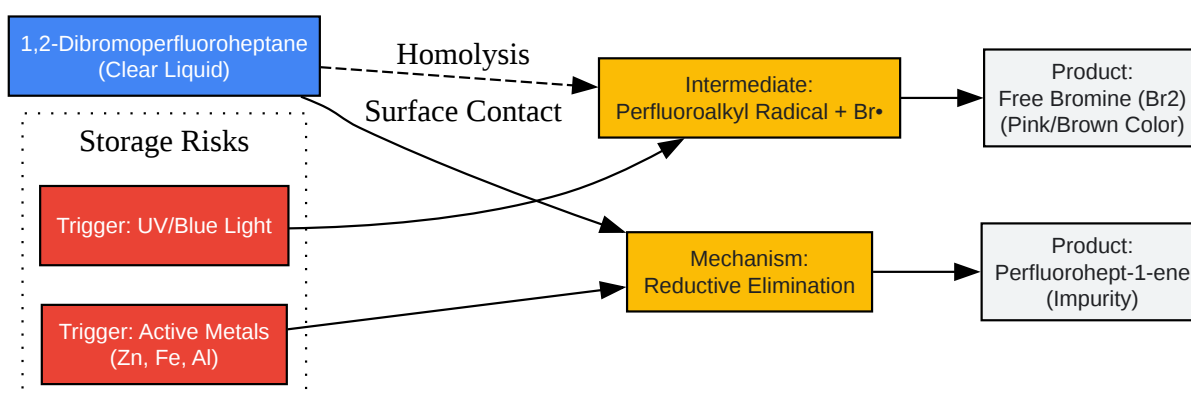 1,2-Dibromoperfluoroheptane
(Clear Liquid)
Homolysis
Surface Contact
Storage Risks
Trigger: UV/Blue Light
Trigger: Active Metals
(Zn, Fe, Al)
Intermediate:
Perfluoroalkyl Radical + Br•
Mechanism:
Reductive Elimination
Product:
Free Bromine (Br2)
(Pink/Brown Color)
Product:
Perfluorohept-1-ene
(Impurity)